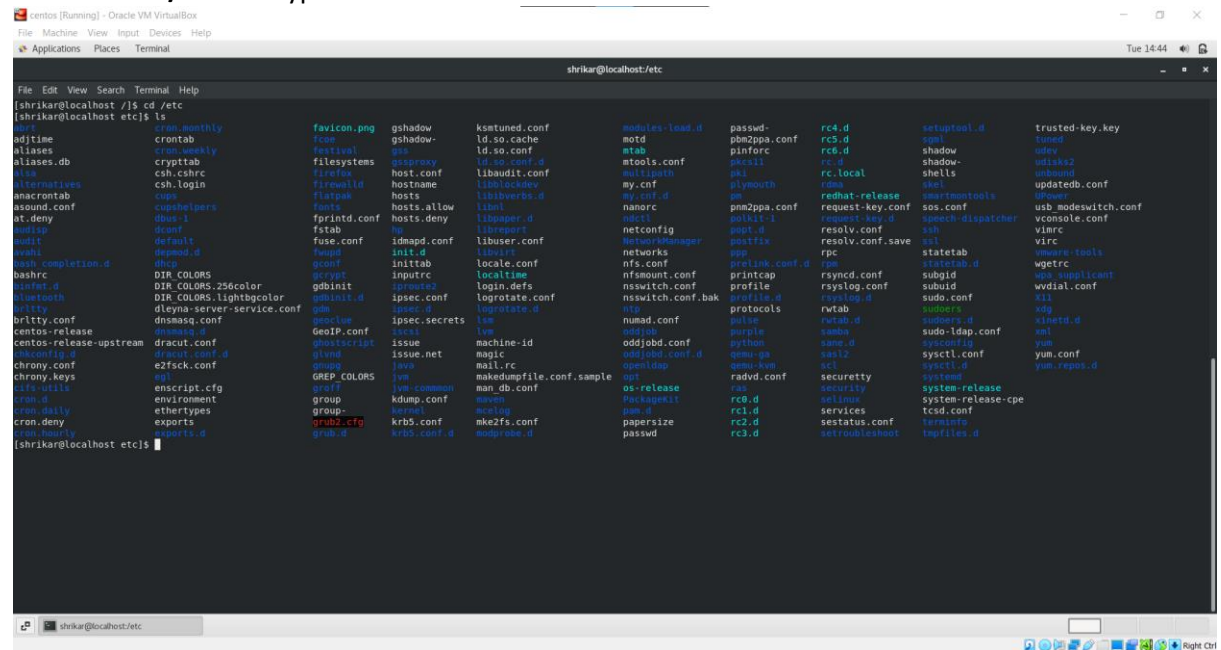 centos [Running] - Oracle VM VirtualBox
File Machine View Input Devices Help
Applications Places Terminal Tue 14:44
shrikar@localhost:/etc
File Edit View Search Terminal Help
[shrikar@localhost /]$ cd /etc
[shrikar@localhost etc]$ ls
abrt cron.monthly favicon.png gshadow ksmtuned.conf modules-load.d passwd- rc4.d setuptool.d trusted-key.key
adjtime crontab fcoe gshadow- ld.so.cache motd pbm2ppa.conf rc5.d sgml tuned
aliases cron.weekly festival gss ld.so.conf mtab pinforc rc6.d shadow udev
aliases.db crypttab filesystems gssproxy ld.so.conf.d mtools.conf pkcs11 rc.d shadow- udisks2
alsa csh.cshrc firefox host.conf libaudit.conf multipath pki rc.local shells unbound
alternatives csh.login firewalld hostname libblockdev my.cnf plymouth rdma skel updatedb.conf
anacrontab cups flatpak hosts libibverbs.d my.cnf.d pm redhat-release smartmontools UPower
asound.conf cupshelpers fonts hosts.allow libnl nanorc pnm2ppa.conf request-key.conf sos.conf usb_modeswitch.conf
at.deny dbus-1 fprintd.conf hosts.deny libpaper.d ndctl polkit-1 request-key.d speech-dispatcher vconsole.conf
audisp dconf fstab hp libreport netconfig popt.d resolv.conf ssh vimrc
audit default fuse.conf idmapd.conf libuser.conf NetworkManager postfix resolv.conf.save ssl virc
avahi depmod.d fwupd init.d libvirt networks ppp rpc statetab vmware-tools
bash_completion.d dhcp gconf inittab locale.conf nfs.conf prelink.conf.d rpm statetab.d wgetrc
bashrc DIR_COLORS gcrypt inputrc localtime nfsmount.conf printcap rsyncd.conf subgid wpa_supplicant
binfmt.d DIR_COLORS.256color gdbinit iproute2 login.defs nsswitch.conf profile rsyslog.conf subuid wvdial.conf
bluetooth DIR_COLORS.lightbgcolor gdbinit.d ipsec.conf logrotate.conf nsswitch.conf.bak profile.d rsyslog.d sudo.conf X11
brltty dleyna-server-service.conf gdm ipsec.d logrotate.d ntp protocols rwtab sudoers xdg
brltty.conf dnsmasq.conf geoclue ipsec.secrets lsm numad.conf pulse rwtab.d sudoers.d xinetd.d
centos-release dnsmasq.d GeoIP.conf iscsi lvm oddjob purple samba sudo-ldap.conf xml
centos-release-upstream dracut.conf ghostscript issue machine-id oddjobd.conf python sane.d sysconfig yum
chkconfig.d dracut.conf.d glvnd issue.net magic oddjobd.conf.d qemu-ga sasl2 sysctl.conf yum.conf
chrony.conf e2fsck.conf gnupg java mail.rc openldap qemu-kvm scl sysctl.d yum.repos.d
chrony.keys egl GREP_COLORS jvm makedumpfile.conf.sample opt radvd.conf securetty systemd
cifs-utils enscript.cfg groff jvm-commmon man_db.conf os-release ras security system-release
cron.d environment group kdump.conf maven PackageKit rc0.d selinux system-release-cpe
cron.daily ethertypes group- kernel mcelog pam.d rc1.d services tcsd.conf
cron.deny exports grub2.cfg krb5.conf mke2fs.conf papersize rc2.d sestatus.conf terminfo
cron.hourly exports.d grub.d krb5.conf.d modprobe.d passwd rc3.d setroubleshoot tmpfiles.d
[shrikar@localhost etc]$
shrikar@localhost:/etc
Right Ctrl